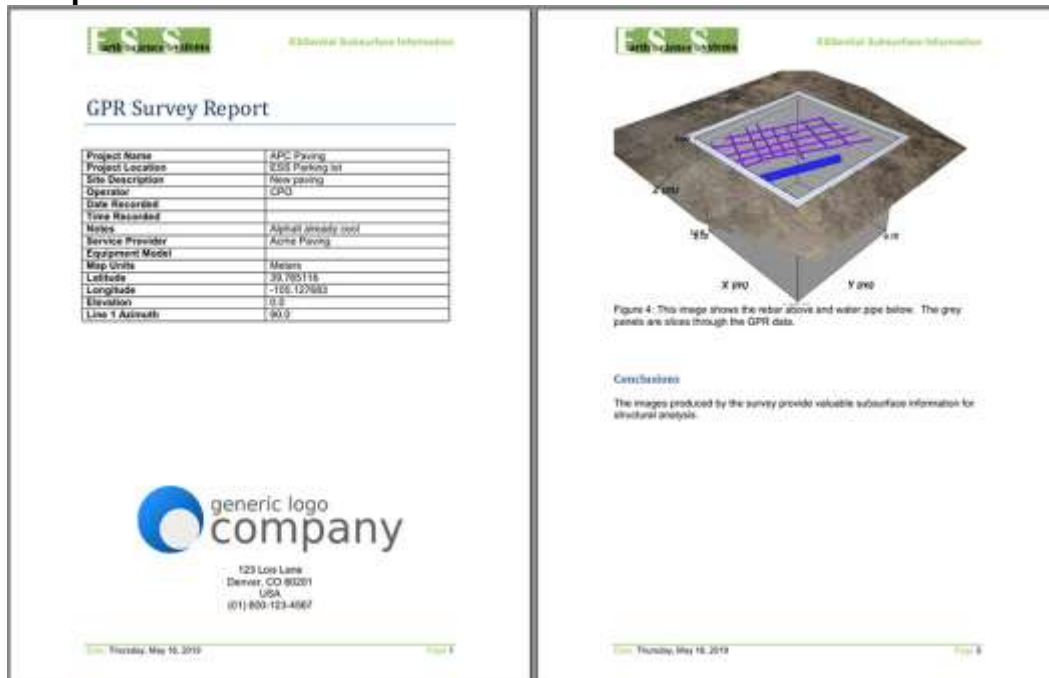 Earth Science Systems
ESSential Subsurface Information
GPR Survey Report
Project Name APC Paving
Project Location ESS Parking lot
Site Description New paving
Operator CPO
Date Recorded
Time Recorded
Notes Alphalt already cool
Service Provider Acme Paving
Equipment Model
Map Units Meters
Latitude 39.765116
Longitude -105.127683
Elevation 0.0
Line 1 Azimuth 90.0
generic logo
company
123 Lois Lane
Denver, CO 80201
USA
(01) 800-123-4567
Date: Thursday, May 16, 2019
Page
Earth Science Systems
ESSential Subsurface Information
X (m)
Y (m)
Figure 4: This image shows the rebar above and water pipe below. The grey
panels are slices through the GPR data.
Conclusions
The images produced by the survey provide valuable subsurface information for
structural analysis.
Date: Thursday, May 16, 2019
Page